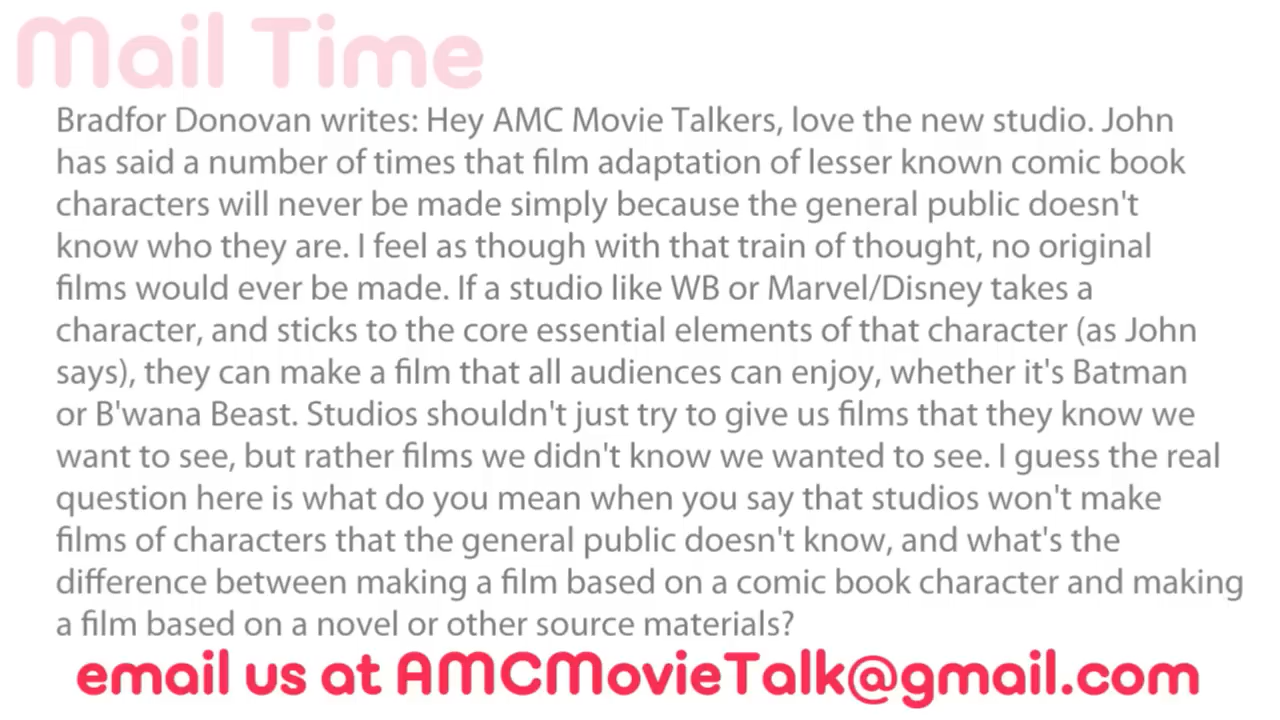 Mail Time
Bradfor Donovan writes: Hey AMC Movie Talkers, love the new studio. John
has said a number of times that film adaptation of lesser known comic book
characters will never be made simply because the general public doesn't
know who they are. I feel as though with that train of thought, no original
films would ever be made. If a studio like WB or Marvel/Disney takes a
character, and sticks to the core essential elements of that character (as John
says), they can make a film that all audiences can enjoy, whether it's Batman
or B'wana Beast. Studios shouldn't just try to give us films that they know we
want to see, but rather films we didn't know we wanted to see. I guess the real
question here is what do you mean when you say that studios won't make
films of characters that the general public doesn't know, and what's the
difference between making a film based on a comic book character and making
a film based on a novel or other source materials?
email us at AMCMovieTalk@gmail.com